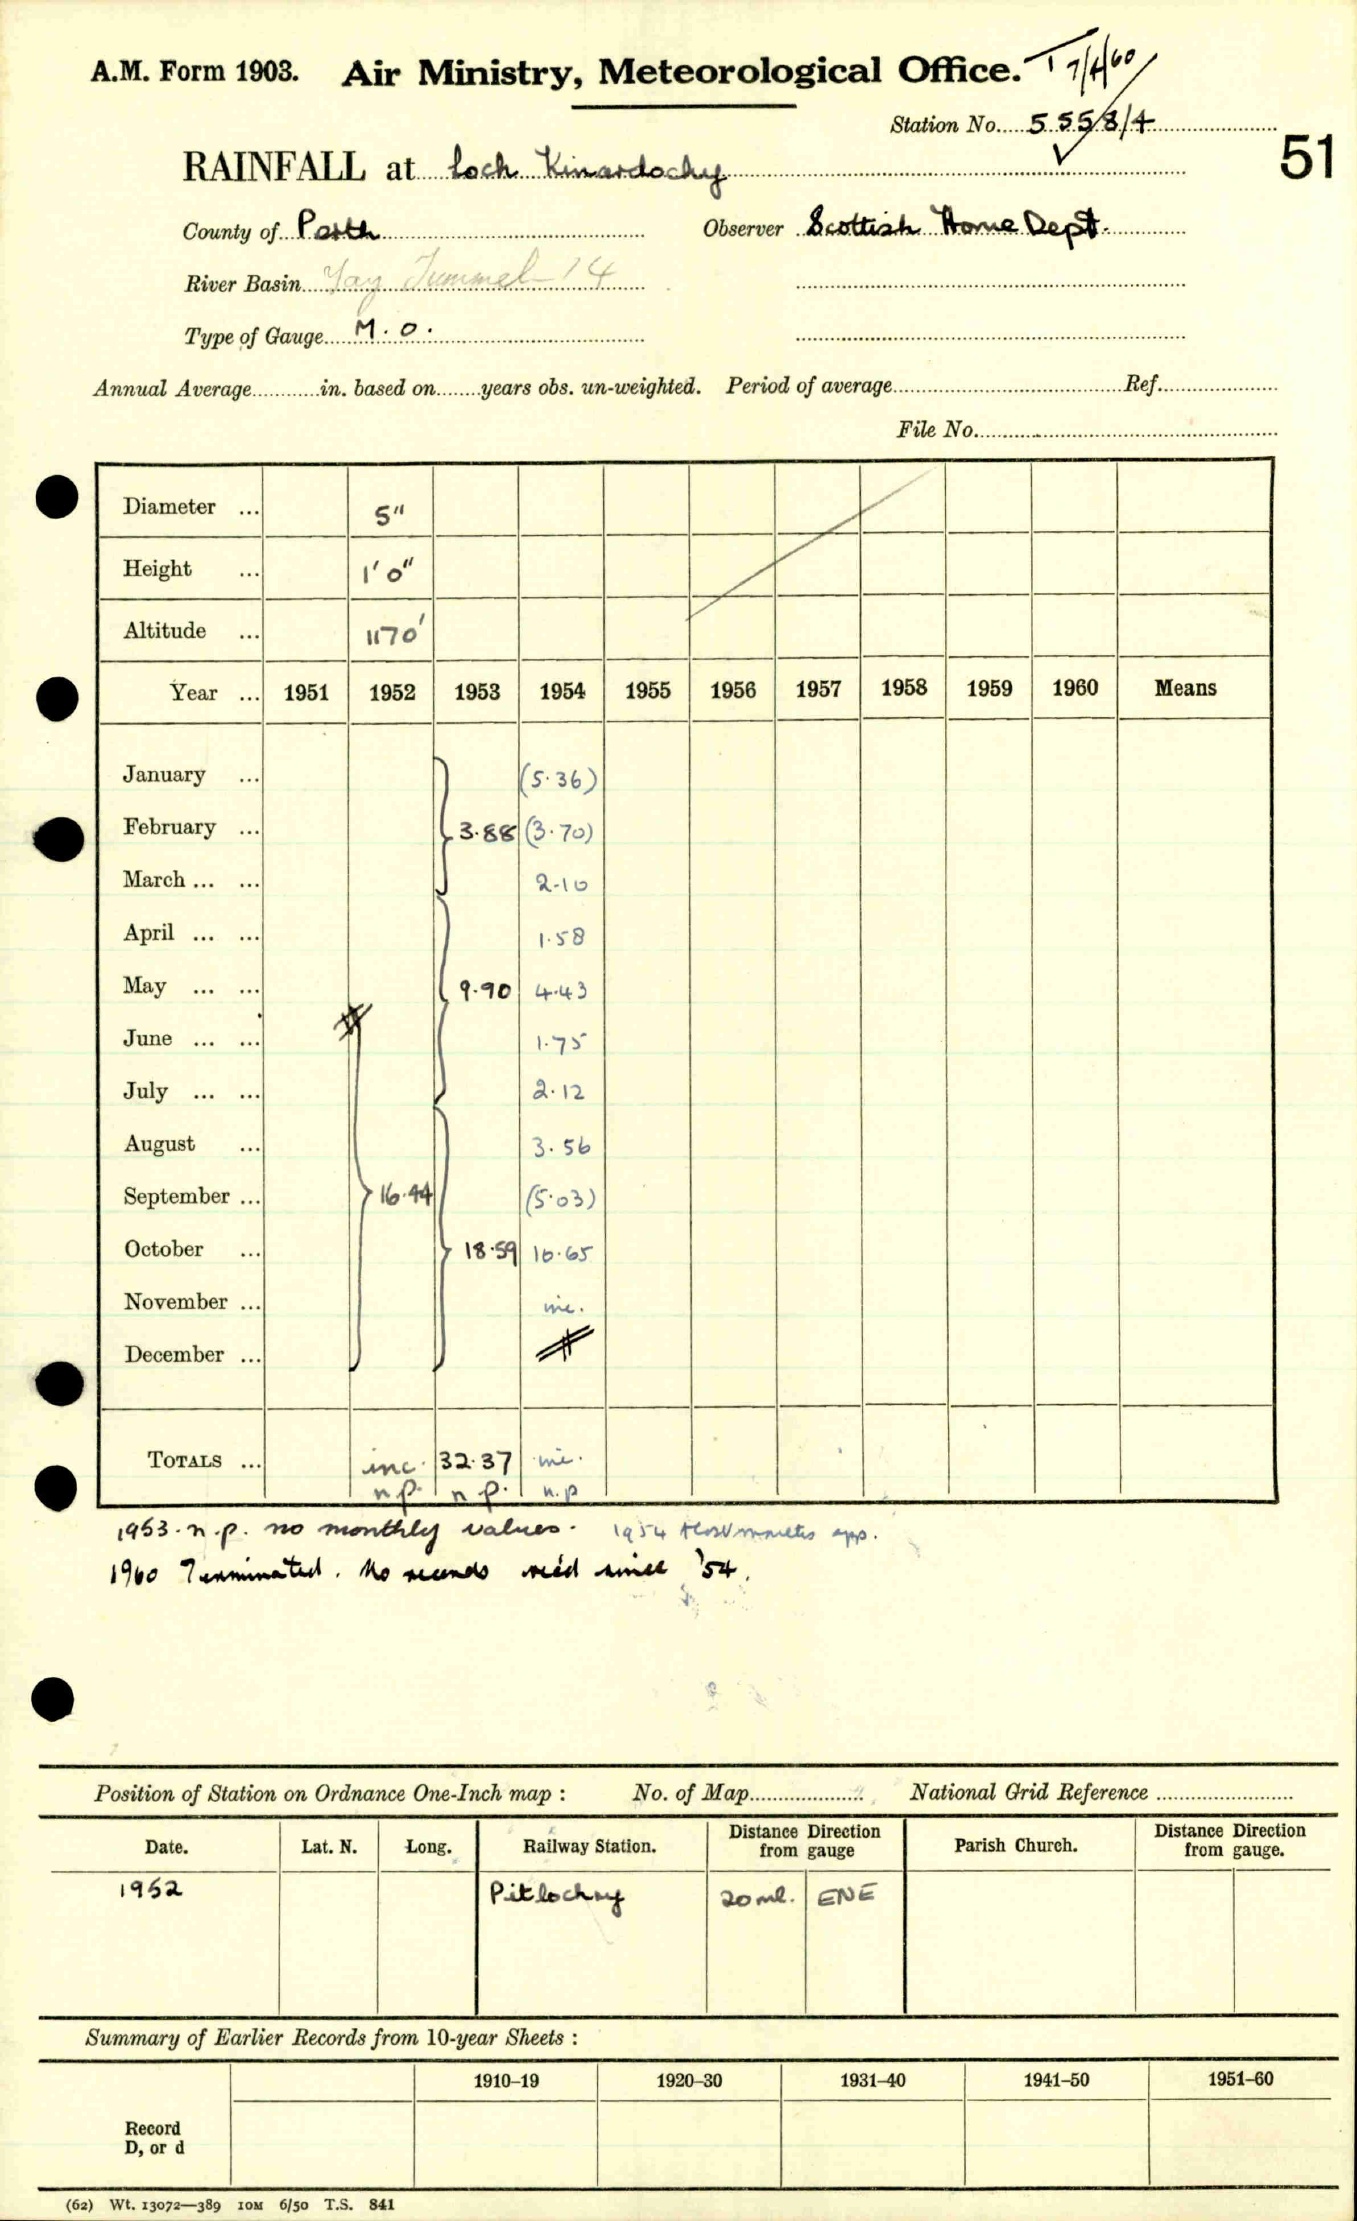 A.M. Form 1903. Air Ministry, Meteorological Office. T 7/4/60
Station No. 5558/4
51
RAINFALL at Loch Kinardochy
County of Perth Observer Scottish Home Dept.
River Basin Tay Tummel 14
Type of Gauge M.O.
Annual Average in. based on years obs. un-weighted. Period of average Ref.
File No.
Diameter ... 5"
Height ... 1' 0"
Altitude ... 1170'
Year ... 1951 1952 1953 1954 1955 1956 1957 1958 1959 1960 Means
January ... (5.36)
February ... 3.88 (3.70)
March ... ... 2.10
April ... ... 1.58
May ... ... 9.90 4.43
June ... ... 1.75
July ... ... 2.12
August ... 3.56
September ... 16.44 (5.03)
October ... 18.59 10.65
November ... inc.
December ...
TOTALS ... inc. 32.37 inc.
n.p. n.p. n.p
1953. n.p. no monthly values. 1954 app.
1960 Terminated. No records rec'd since '54.
Position of Station on Ordnance One-Inch map : No. of Map National Grid Reference
Date. Lat. N. Long. Railway Station. Distance Direction from gauge Parish Church. Distance Direction from gauge.
1952 Pitlochry 20ml. ENE
Summary of Earlier Records from 10-year Sheets :
1910–19 1920–30 1931–40 1941–50 1951–60
Record
D, or d
(62) Wt. 13072—389 10M 6/50 T.S. 841